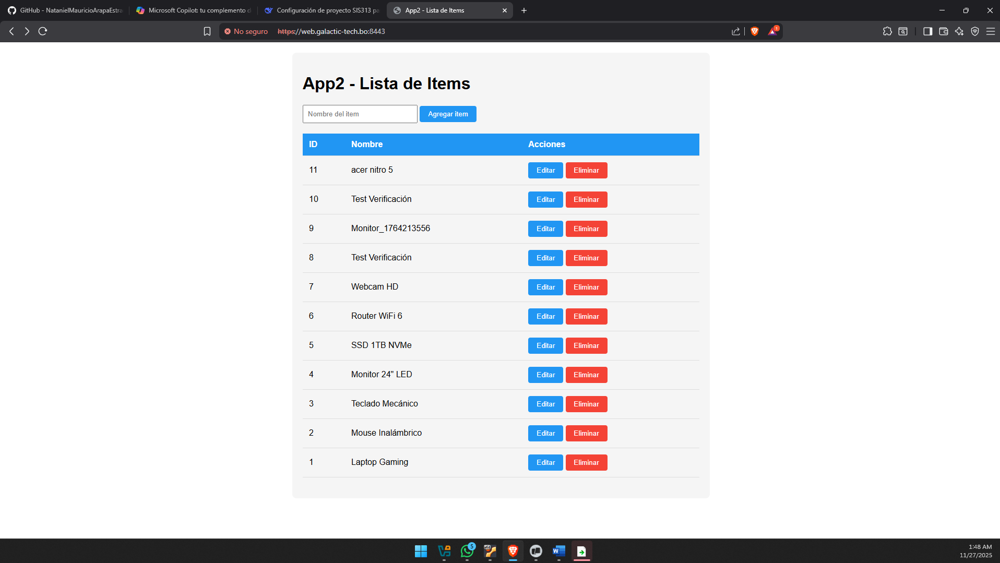 GitHub - NatanielMauricioArapaEstra
Microsoft Copilot: tu complemento d
Configuración de proyecto SIS313 pa
App2 - Lista de Items
No seguro
https://web.galactic-tech.bo:8443
1
App2 - Lista de Items
Nombre del item
Agregar item
ID Nombre Acciones
11 acer nitro 5 Editar Eliminar
10 Test Verificación Editar Eliminar
9 Monitor_1764213556 Editar Eliminar
8 Test Verificación Editar Eliminar
7 Webcam HD Editar Eliminar
6 Router WiFi 6 Editar Eliminar
5 SSD 1TB NVMe Editar Eliminar
4 Monitor 24" LED Editar Eliminar
3 Teclado Mecánico Editar Eliminar
2 Mouse Inalámbrico Editar Eliminar
1 Laptop Gaming Editar Eliminar
5
x64
W
1:48 AM
11/27/2025